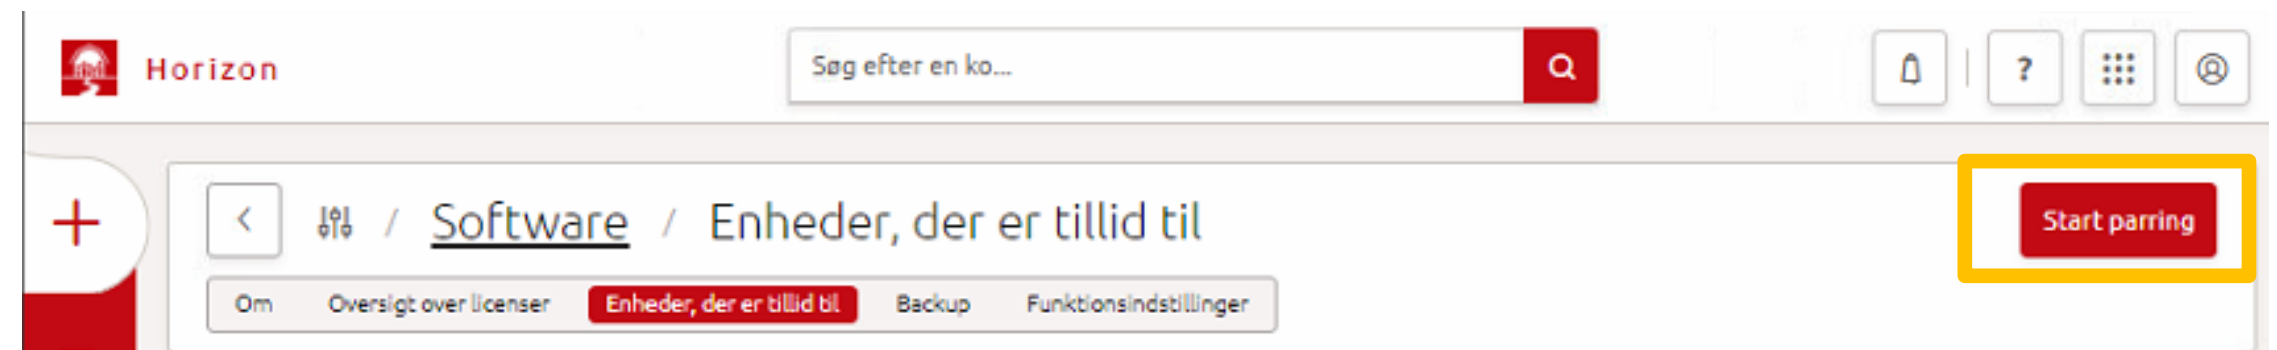 Horizon
Søg efter en ko...
?
/ Software / Enheder, der er tillid til
Start parring
Om Oversigt over licenser Enheder, der er tillid til Backup Funktionsindstillinger